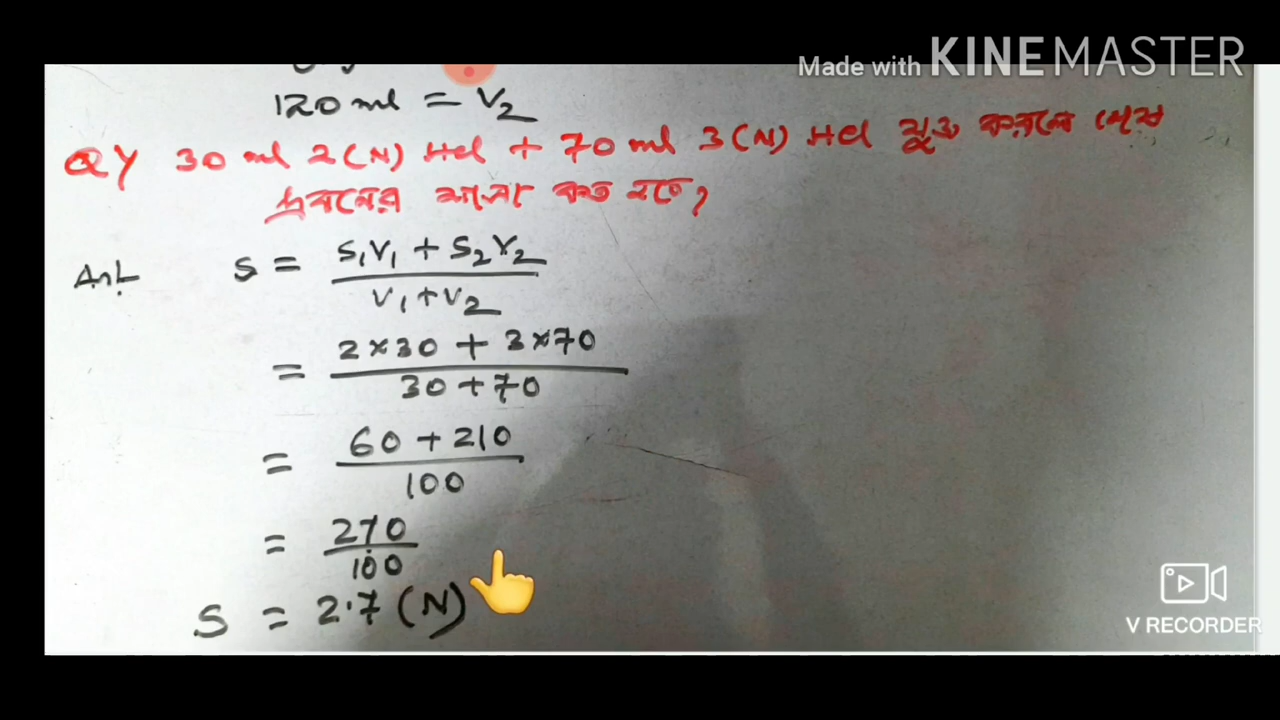 Made with KINEMASTER
120 ml = V₂
Q Y 30 ml 2(N) Hcl + 70 ml 3(N) Hcl যুক্ত করলে শেষ
দ্রবনের মাত্রা কত হবে?
Ans S = S₁V₁ + S₂V₂ / V₁ + V₂
= 2×30 + 3×70 / 30 + 70
= 60 + 210 / 100
= 270 / 100
S = 2.7 (N)
V RECORDER